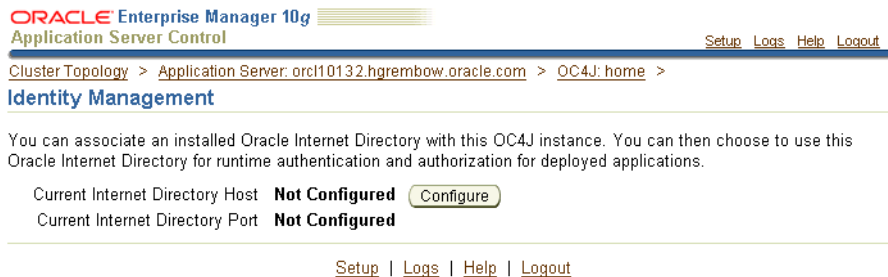 ORACLE Enterprise Manager 10g
Application Server Control
Setup Logs Help Logout
Cluster Topology > Application Server: orcl10132.hgrembow.oracle.com > OC4J: home >
Identity Management
You can associate an installed Oracle Internet Directory with this OC4J instance. You can then choose to use this
Oracle Internet Directory for runtime authentication and authorization for deployed applications.
Current Internet Directory Host Not Configured Configure
Current Internet Directory Port Not Configured
Setup | Logs | Help | Logout